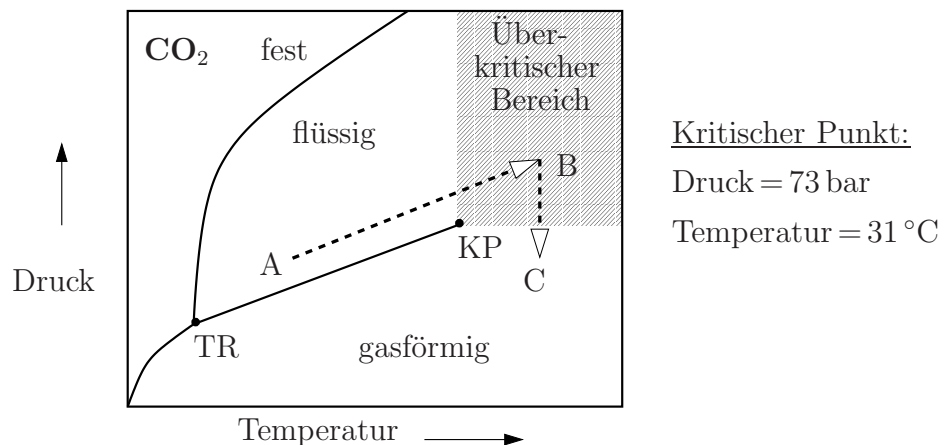 CO₂
fest
Über-
kritischer
Bereich
flüssig
Kritischer Punkt:
Druck = 73 bar
Temperatur = 31 °C
B
A
KP
C
Druck
TR
gasförmig
Temperatur